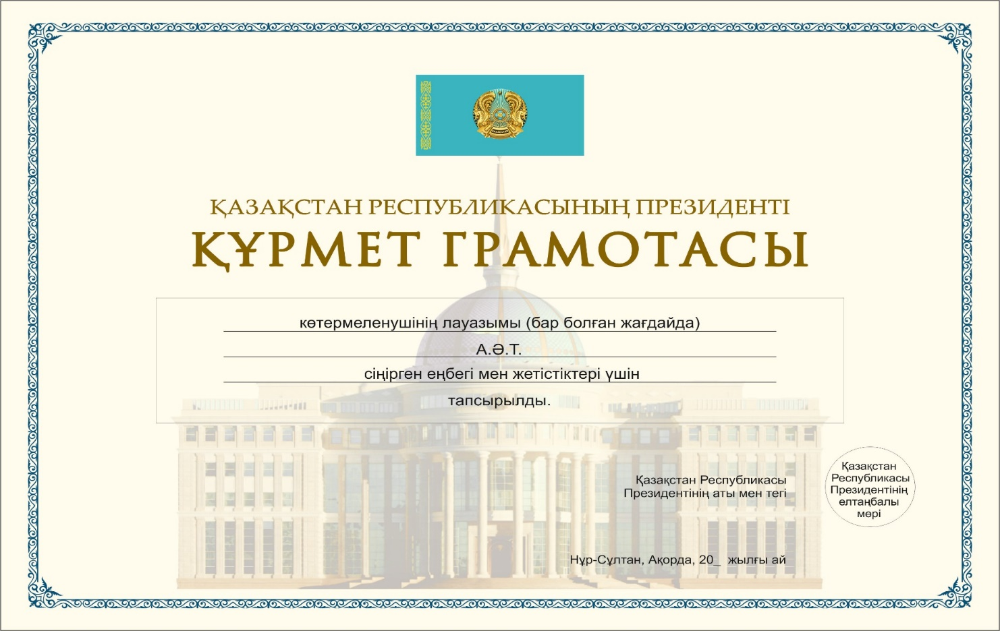 ҚАЗАҚСТАН
ҚАЗАҚСТАН РЕСПУБЛИКАСЫНЫҢ ПРЕЗИДЕНТІ
ҚҰРМЕТ ГРАМОТАСЫ
көтермеленушінің лауазымы (бар болған жағдайда)
А.Ә.Т.
сіңірген еңбегі мен жетістіктері үшін
тапсырылды.
Қазақстан Республикасы
Президентінің аты мен тегі
Қазақстан
Республикасы
Президентінің
елтаңбалы
мөрі
Нұр-Сұлтан, Ақорда, 20_ жылғы ай